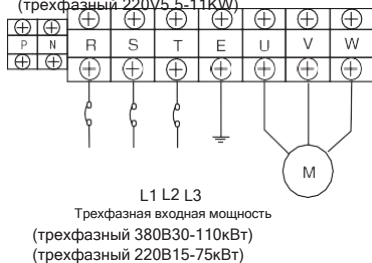 (трехфазный 220V5,5-11KW)
P N R S T E U V W
M
L1 L2 L3
Трехфазная входная мощность
(трехфазный 380В30-110кВт)
(трехфазный 220В15-75кВт)